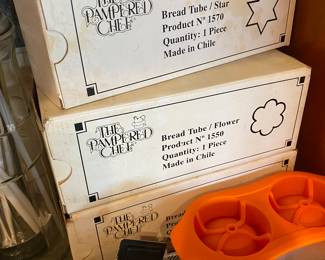 THE
PAMPERED
CHEF
Bread Tube / Star
Product Nº 1570
Quantity: 1 Piece
Made in Chile
THE
PAMPERED
CHEF
Bread Tube / Flower
Product Nº 1550
Quantity: 1 Piece
Made in Chile
THE
PAMPERED
CHEF
Bread